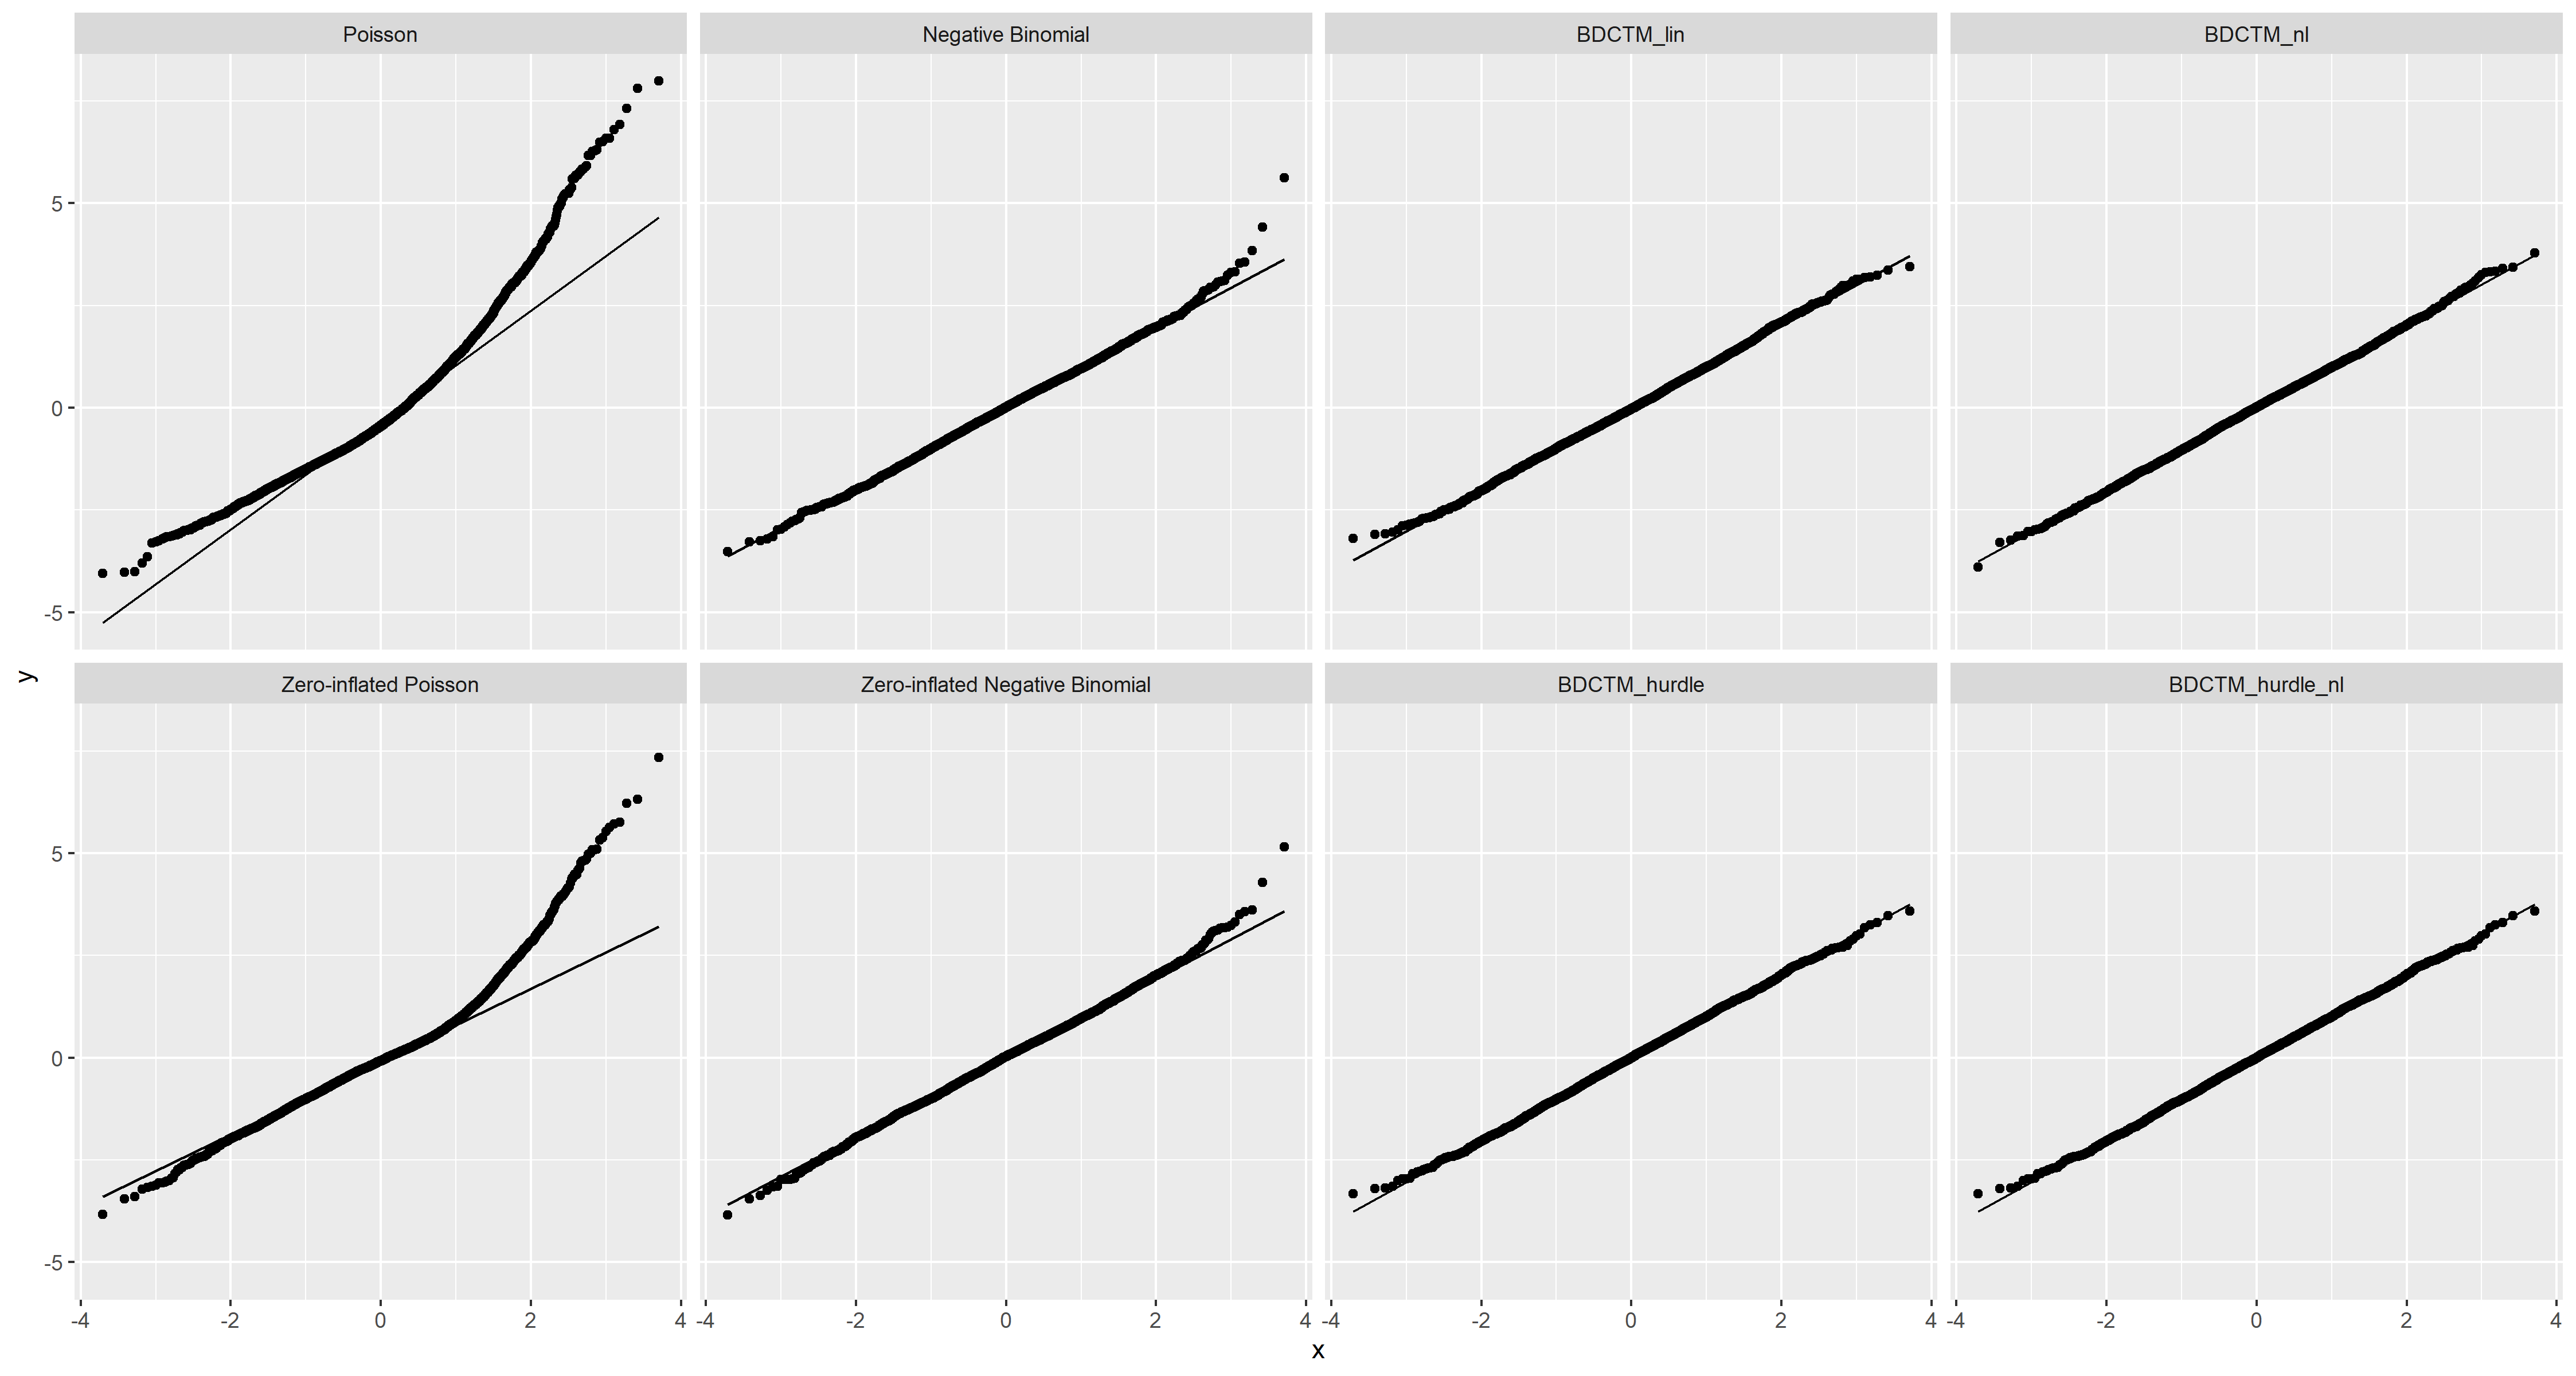 Poisson Negative Binomial BDCTM_lin BDCTM_nl
5
0
-5
y
Zero-inflated Poisson Zero-inflated Negative Binomial BDCTM_hurdle BDCTM_hurdle_nl
5
0
-5
-4 -2 0 2 4 -4 -2 0 2 4 -4 -2 0 2 4 -4 -2 0 2 4
x